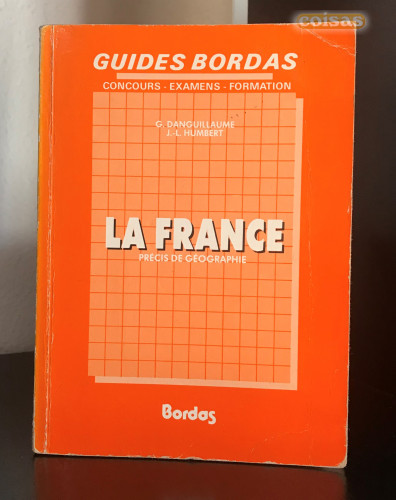 coisas
GUIDES BORDAS
CONCOURS - EXAMENS - FORMATION
G. DANGUILLAUME
J.-L. HUMBERT
LA FRANCE
PRÉCIS DE GÉOGRAPHIE
Bordas